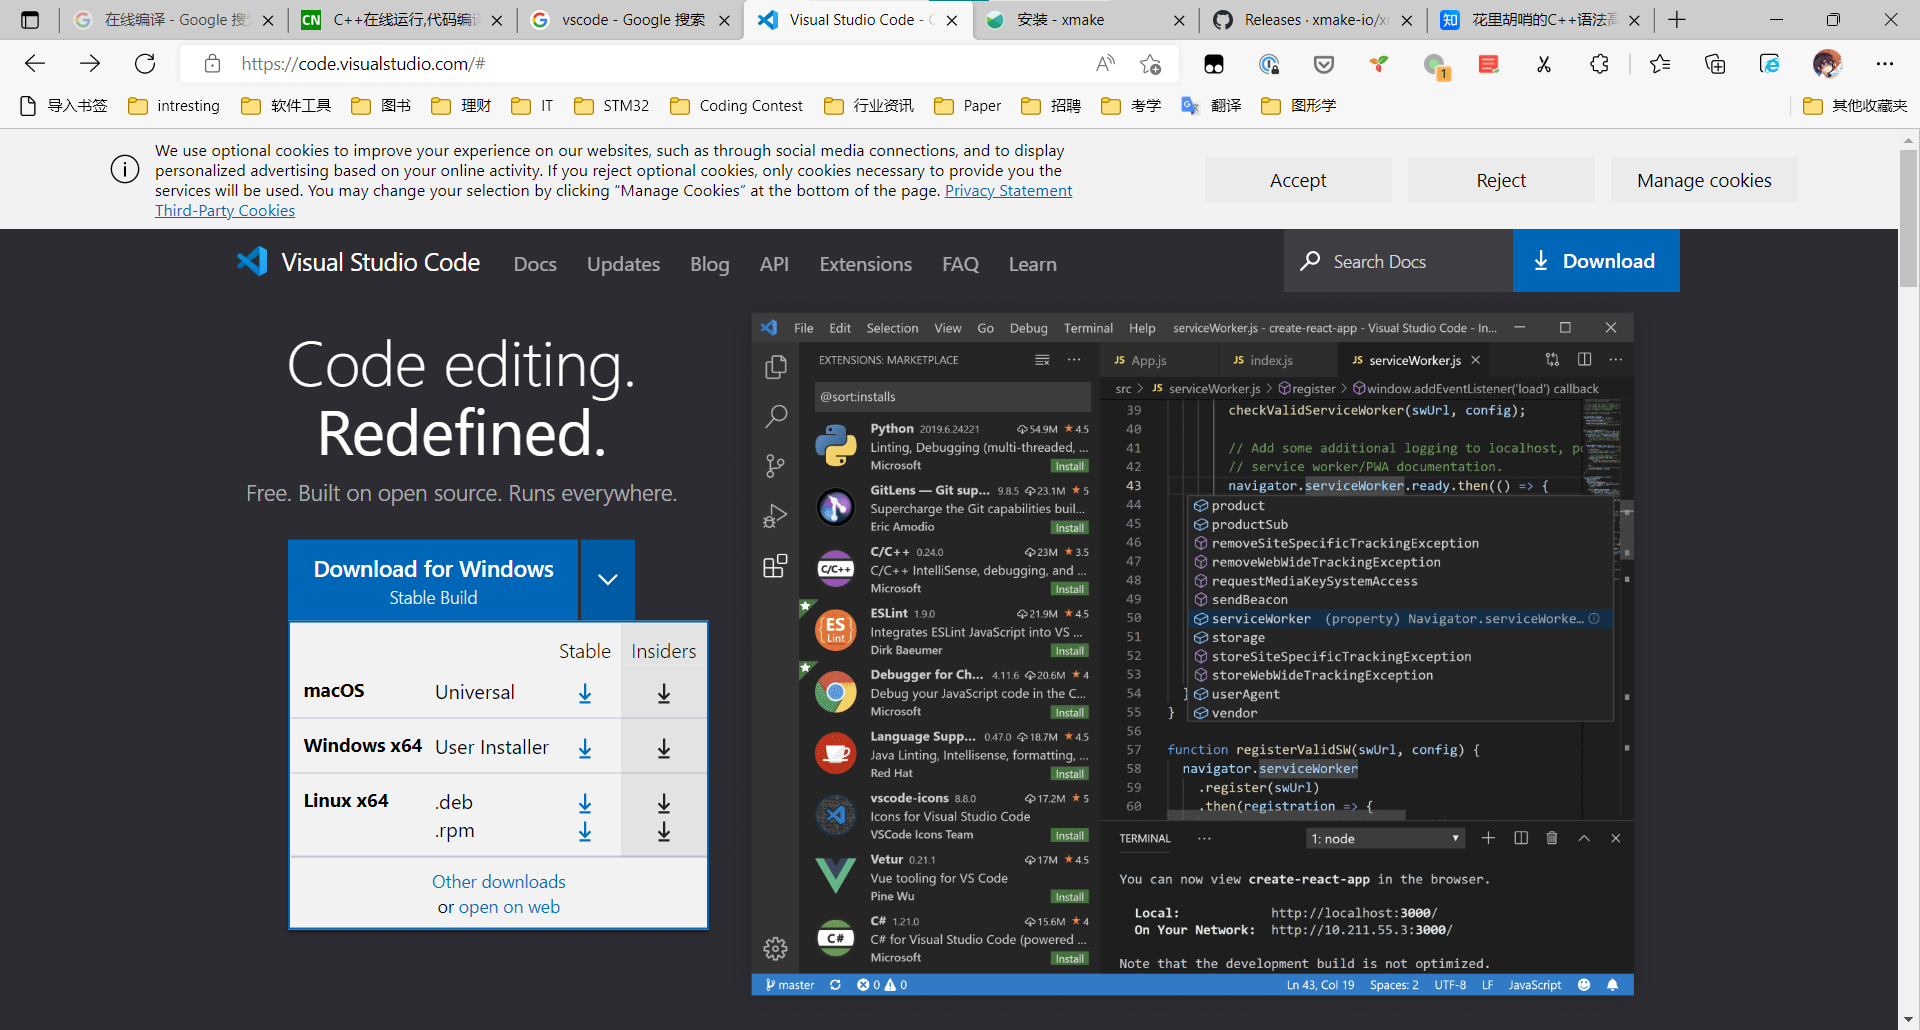 在线编译 - Google 搜
C++在线运行,代码编
vscode - Google 搜索
Visual Studio Code - C
安装 - xmake
Releases · xmake-io/x
花里胡哨的C++语法
https://code.visualstudio.com/#
1
导入书签
intresting
软件工具
图书
理财
IT
STM32
Coding Contest
行业资讯
Paper
招聘
考学
翻译
图形学
其他收藏夹
We use optional cookies to improve your experience on our websites, such as through social media connections, and to display
personalized advertising based on your online activity. If you reject optional cookies, only cookies necessary to provide you the
services will be used. You may change your selection by clicking “Manage Cookies” at the bottom of the page. Privacy Statement
Third-Party Cookies
Accept
Reject
Manage cookies
Visual Studio Code
Docs
Updates
Blog
API
Extensions
FAQ
Learn
Search Docs
Download
Code editing.
Redefined.
Free. Built on open source. Runs everywhere.
Download for Windows
Stable Build
Stable Insiders
macOS Universal
Windows x64 User Installer
Linux x64 .deb
.rpm
Other downloads
or open on web
File Edit Selection View Go Debug Terminal Help serviceWorker.js - create-react-app - Visual Studio Code - In...
EXTENSIONS: MARKETPLACE
@sort:installs
Python 2019.6.24221 54.9M 4.5
Linting, Debugging (multi-threaded, ...
Microsoft Install
GitLens — Git sup... 9.8.5 23.1M 5
Supercharge the Git capabilities buil...
Eric Amodio Install
C/C++ 0.24.0 23M 3.5
C/C++ IntelliSense, debugging, and ...
Microsoft Install
ESLint 1.9.0 21.9M 4.5
Integrates ESLint JavaScript into VS ...
Dirk Baeumer Install
Debugger for Ch... 4.11.6 20.6M 4
Debug your JavaScript code in the C...
Microsoft Install
Language Supp... 0.47.0 18.7M 4.5
Java Linting, Intellisense, formatting, ...
Red Hat Install
vscode-icons 8.8.0 17.2M 5
Icons for Visual Studio Code
VSCode Icons Team Install
Vetur 0.21.1 17M 4.5
Vue tooling for VS Code
Pine Wu Install
C# 1.21.0 15.6M 4
C# for Visual Studio Code (powered ...
Microsoft Install
JS App.js JS index.js JS serviceWorker.js
src > JS serviceWorker.js > register > window.addEventListener('load') callback
39 checkValidServiceWorker(swUrl, config);
40
41 // Add some additional logging to localhost, p
42 // service worker/PWA documentation.
43 navigator.serviceWorker.ready.then(() => {
44 product
45 productSub
46 removeSiteSpecificTrackingException
47 removeWebWideTrackingException
48 requestMediaKeySystemAccess
49 sendBeacon
50 serviceWorker (property) Navigator.serviceWorke...
51 storage
52 storeSiteSpecificTrackingException
53 storeWebWideTrackingException
54 } userAgent
55 } vendor
56
57 function registerValidSW(swUrl, config) {
58 navigator.serviceWorker
59 .register(swUrl)
60 .then(registration => {
TERMINAL ... 1: node
You can now view create-react-app in the browser.
Local: http://localhost:3000/
On Your Network: http://10.211.55.3:3000/
Note that the development build is not optimized.
master 0 0 Ln 43, Col 19 Spaces: 2 UTF-8 LF JavaScript